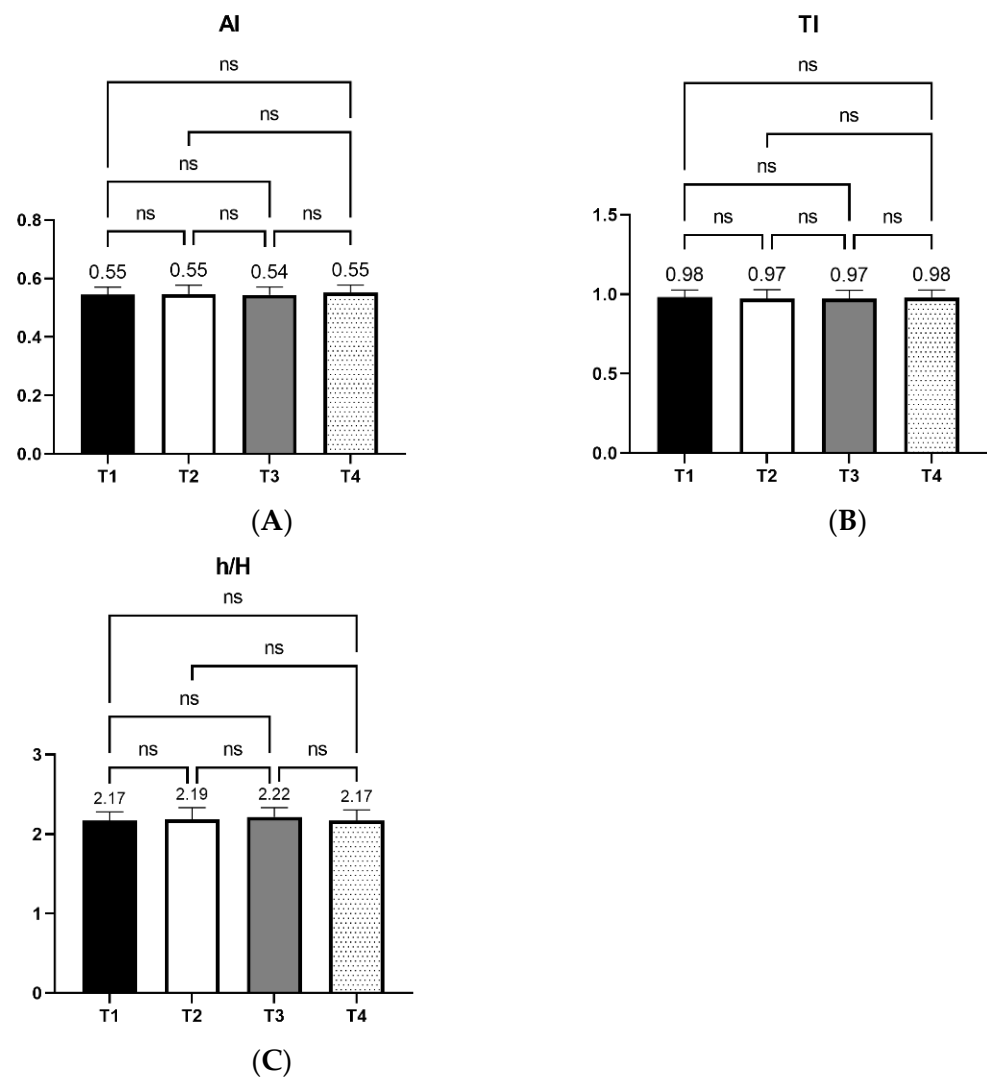 AI
ns
ns
ns
ns ns ns
0.8
0.6
0.4
0.2
0.0
0.55 0.55 0.54 0.55
T1 T2 T3 T4
(A)
TI
ns
ns
ns
ns ns ns
1.5
1.0
0.5
0.0
0.98 0.97 0.97 0.98
T1 T2 T3 T4
(B)
h/H
ns
ns
ns
ns ns ns
3
2
1
0
2.17 2.19 2.22 2.17
T1 T2 T3 T4
(C)